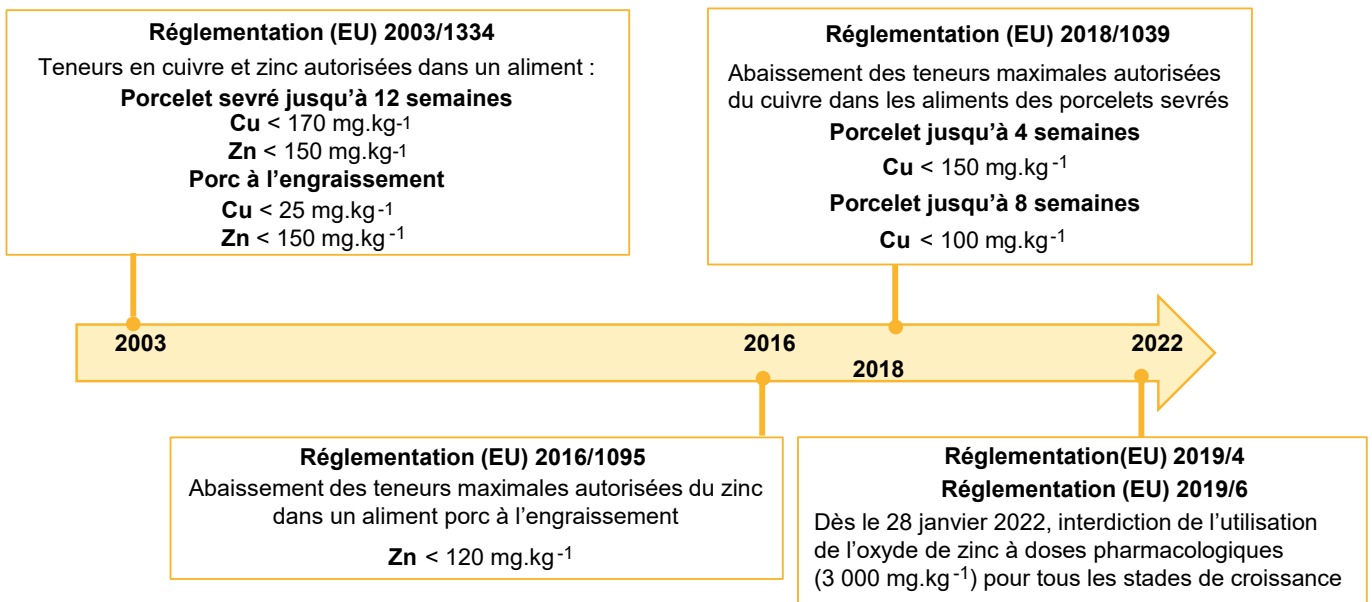 Réglementation (EU) 2003/1334
Teneurs en cuivre et zinc autorisées dans un aliment :
Porcelet sevré jusqu'à 12 semaines
Cu < 170 mg.kg-1
Zn < 150 mg.kg-1
Porc à l'engraissement
Cu < 25 mg.kg-1
Zn < 150 mg.kg-1
Réglementation (EU) 2018/1039
Abaissement des teneurs maximales autorisées
du cuivre dans les aliments des porcelets sevrés
Porcelet jusqu'à 4 semaines
Cu < 150 mg.kg-1
Porcelet jusqu'à 8 semaines
Cu < 100 mg.kg-1
2003
2016
2018
2022
Réglementation (EU) 2016/1095
Abaissement des teneurs maximales autorisées du zinc
dans un aliment porc à l'engraissement
Zn < 120 mg.kg-1
Réglementation(EU) 2019/4
Réglementation (EU) 2019/6
Dès le 28 janvier 2022, interdiction de l'utilisation
de l'oxyde de zinc à doses pharmacologiques
(3 000 mg.kg-1) pour tous les stades de croissance